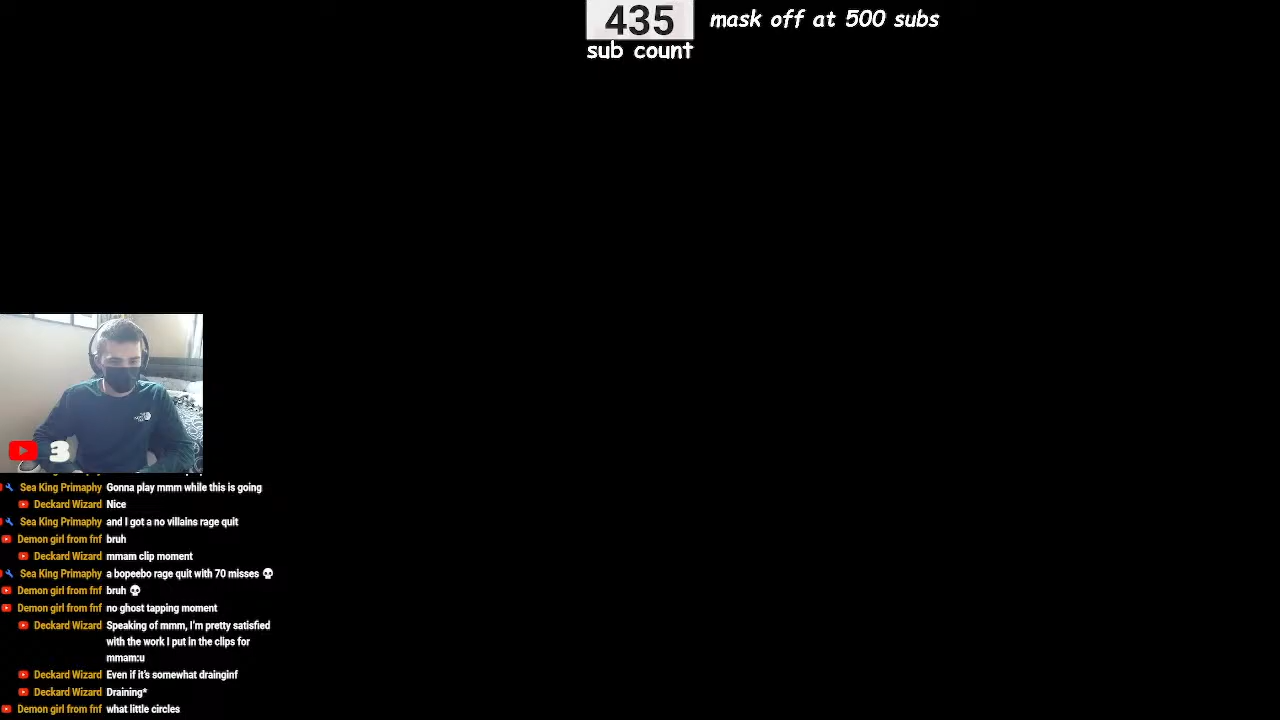 435
mask off at 500 subs
sub count
3
Sea King Primaphy Gonna play mmm while this is going
Deckard Wizard Nice
Sea King Primaphy and I got a no villains rage quit
Demon girl from fnf bruh
Deckard Wizard mmam clip moment
Sea King Primaphy a bopeebo rage quit with 70 misses 💀
Demon girl from fnf bruh 💀
Demon girl from fnf no ghost tapping moment
Deckard Wizard Speaking of mmm, I'm pretty satisfied
with the work I put in the clips for
mmam:u
Deckard Wizard Even if it's somewhat drainginf
Deckard Wizard Draining*
Demon girl from fnf what little circles